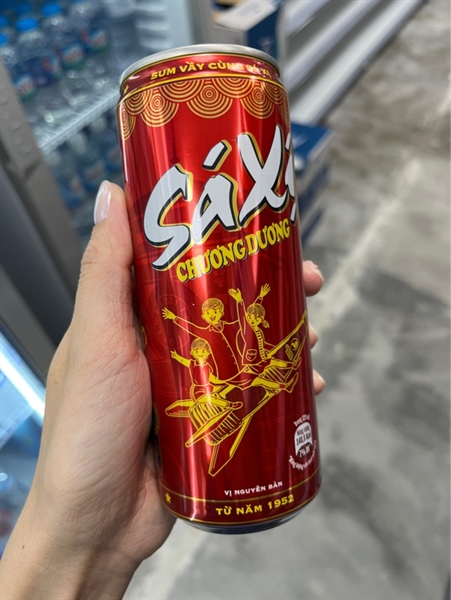 SUM VẦY CÙNG
SÁ XỊ
CHƯƠNG DƯƠNG
VỊ NGUYÊN BẢN
TỪ NĂM 1952